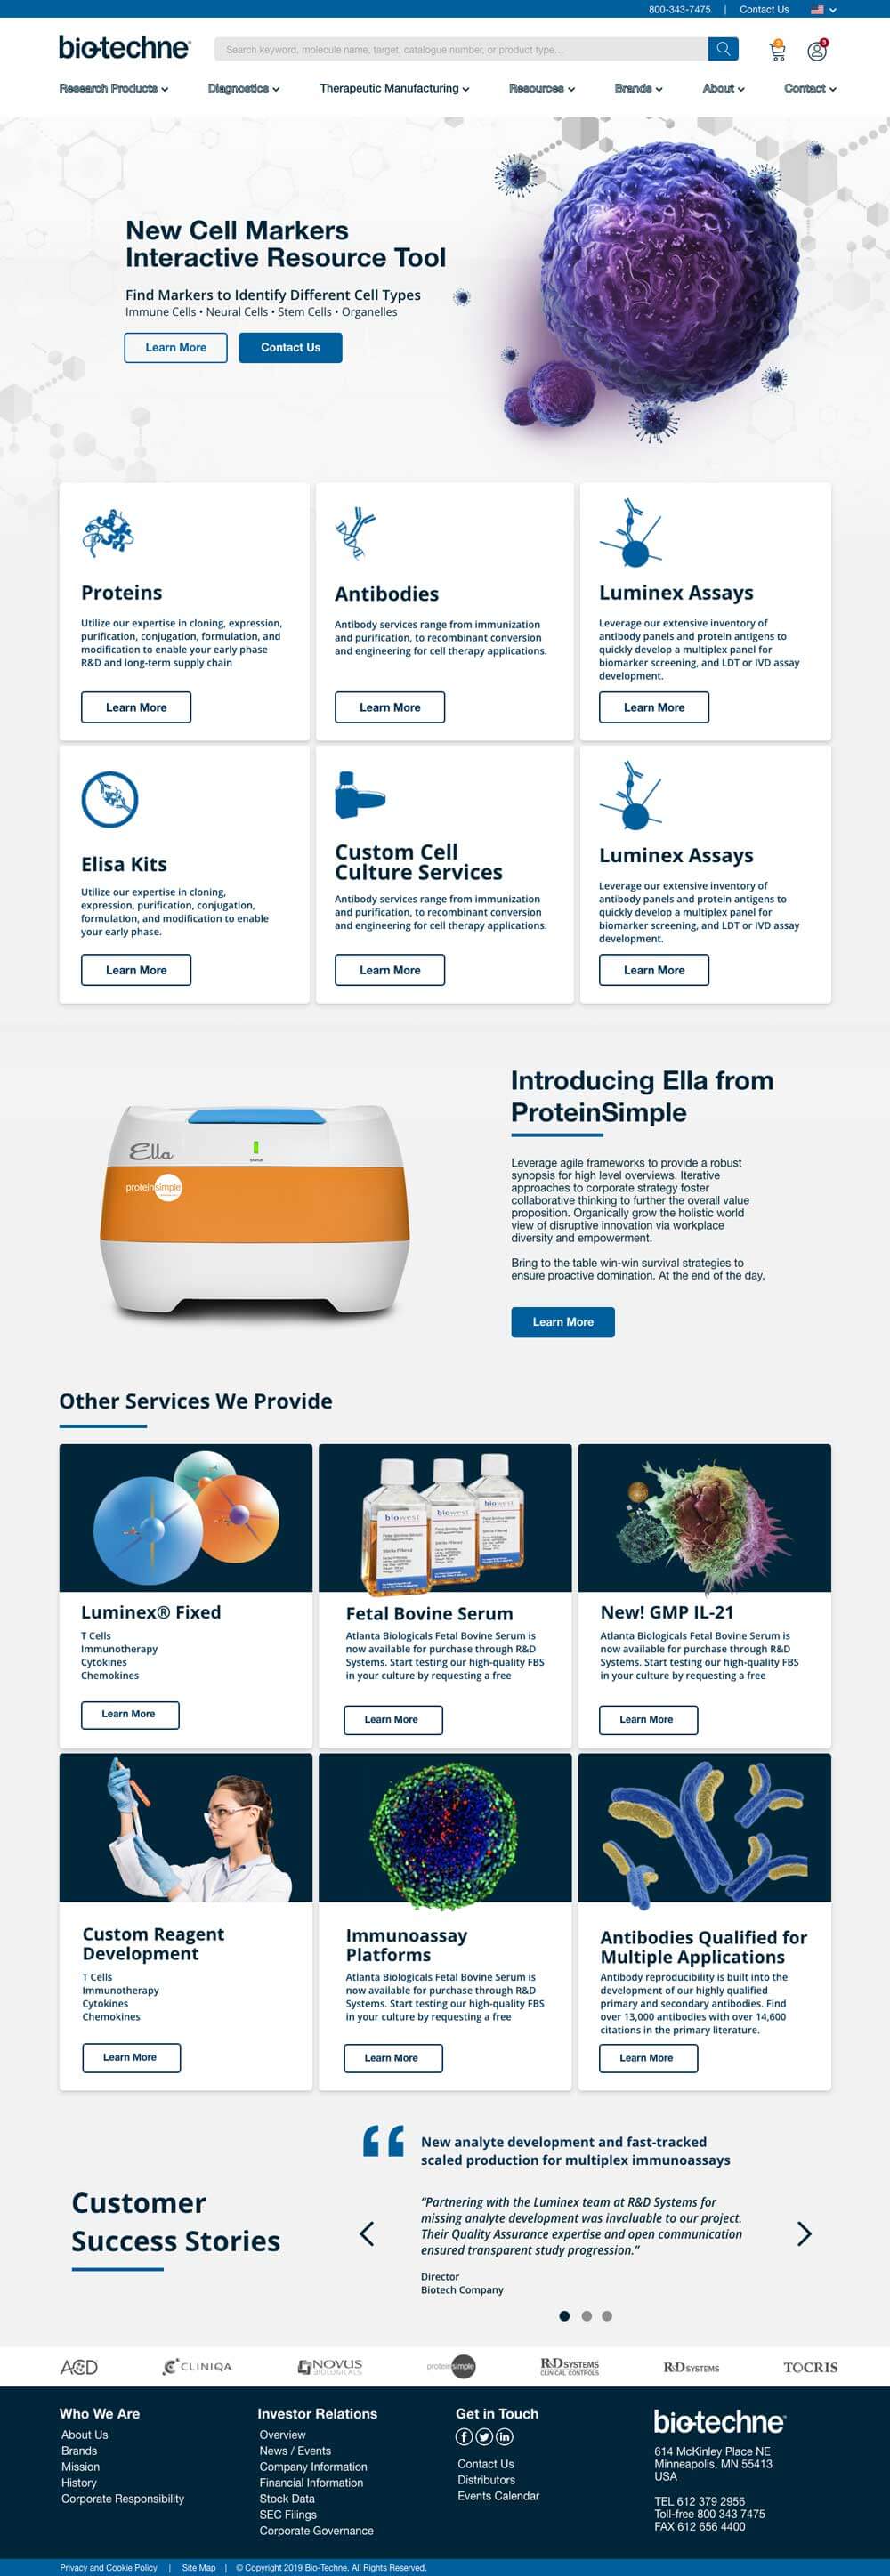 800-343-7475 | Contact Us
bio-techne
Search keyword, molecule name, target, catalogue number, or product type...
2
3
Research Products
Diagnostics
Therapeutic Manufacturing
Resources
Brands
About
Contact
New Cell Markers
Interactive Resource Tool
Find Markers to Identify Different Cell Types
Immune Cells • Neural Cells • Stem Cells • Organelles
Learn More
Contact Us
Proteins
Utilize our expertise in cloning, expression,
purification, conjugation, formulation, and
modification to enable your early phase
R&D and long-term supply chain
Learn More
Antibodies
Antibody services range from immunization
and purification, to recombinant conversion
and engineering for cell therapy applications.
Learn More
Luminex Assays
Leverage our extensive inventory of
antibody panels and protein antigens to
quickly develop a multiplex panel for
biomarker screening, and LDT or IVD assay
development.
Learn More
Elisa Kits
Utilize our expertise in cloning,
expression, purification, conjugation,
formulation, and modification to enable
your early phase.
Learn More
Custom Cell
Culture Services
Antibody services range from immunization
and purification, to recombinant conversion
and engineering for cell therapy applications.
Learn More
Luminex Assays
Leverage our extensive inventory of
antibody panels and protein antigens to
quickly develop a multiplex panel for
biomarker screening, and LDT or IVD assay
development.
Learn More
Ella
STATUS
proteinsimple
Introducing Ella from
ProteinSimple
Leverage agile frameworks to provide a robust
synopsis for high level overviews. Iterative
approaches to corporate strategy foster
collaborative thinking to further the overall value
proposition. Organically grow the holistic world
view of disruptive innovation via workplace
diversity and empowerment.
Bring to the table win-win survival strategies to
ensure proactive domination. At the end of the day,
Learn More
Other Services We Provide
Luminex® Fixed
T Cells
Immunotherapy
Cytokines
Chemokines
Learn More
biowest
biowest
biowest
Fetal Bovine Serum
Atlanta Biologicals Fetal Bovine Serum is
now available for purchase through R&D
Systems. Start testing our high-quality FBS
in your culture by requesting a free
Learn More
New! GMP IL-21
Atlanta Biologicals Fetal Bovine Serum is
now available for purchase through R&D
Systems. Start testing our high-quality FBS
in your culture by requesting a free
Learn More
Custom Reagent
Development
T Cells
Immunotherapy
Cytokines
Chemokines
Learn More
Immunoassay
Platforms
Atlanta Biologicals Fetal Bovine Serum is
now available for purchase through R&D
Systems. Start testing our high-quality FBS
in your culture by requesting a free
Learn More
Antibodies Qualified for
Multiple Applications
Antibody reproducibility is built into the
development of our highly qualified
primary and secondary antibodies. Find
over 13,000 antibodies with over 14,600
citations in the primary literature.
Learn More
Customer
Success Stories
New analyte development and fast-tracked
scaled production for multiplex immunoassays
“Partnering with the Luminex team at R&D Systems for
missing analyte development was invaluable to our project.
Their Quality Assurance expertise and open communication
ensured transparent study progression.”
Director
Biotech Company
ACD
CLINIQA
NOVUS
BIOLOGICALS
proteinsimple
R&D SYSTEMS
CLINICAL CONTROLS
R&D SYSTEMS
TOCRIS
Who We Are
About Us
Brands
Mission
History
Corporate Responsibility
Investor Relations
Overview
News / Events
Company Information
Financial Information
Stock Data
SEC Filings
Corporate Governance
Get in Touch
Contact Us
Distributors
Events Calendar
bio-techne
614 McKinley Place NE
Minneapolis, MN 55413
USA
TEL 612 379 2956
Toll-free 800 343 7475
FAX 612 656 4400
Privacy and Cookie Policy | Site Map | © Copyright 2019 Bio-Techne. All Rights Reserved.